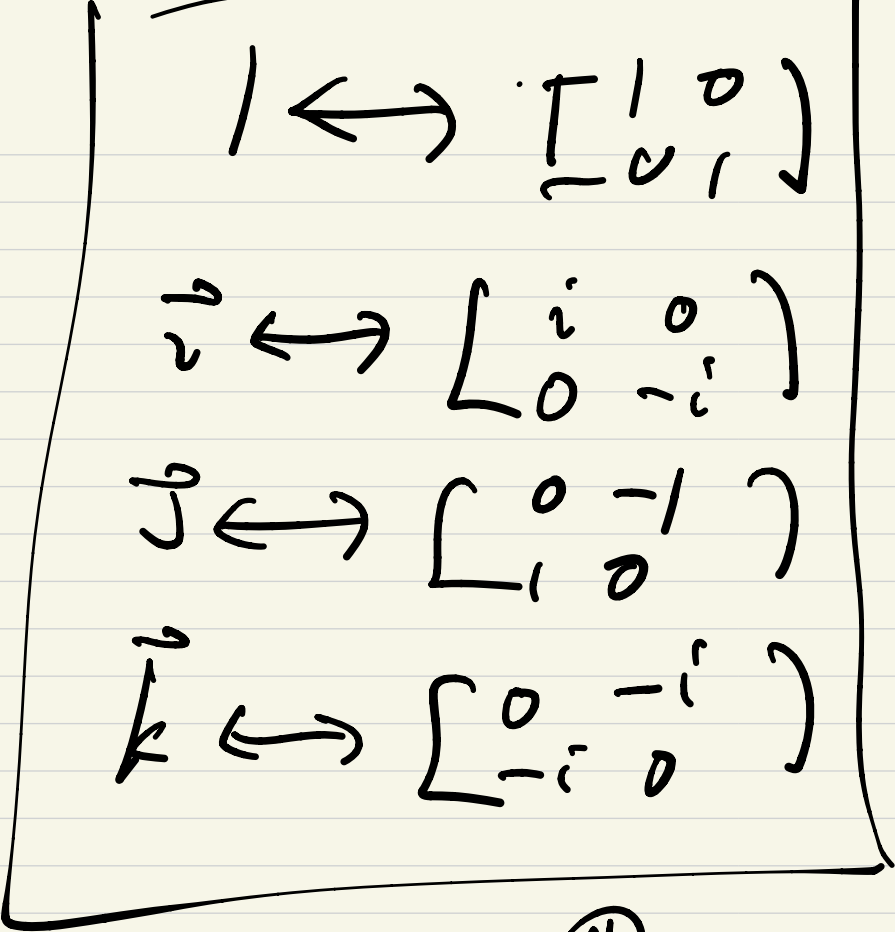 1 ↔ [1 0
0 1]
i⃗ ↔ [i 0
0 -i]
j⃗ ↔ [0 -1
1 0]
k⃗ ↔ [0 -i
-i 0]